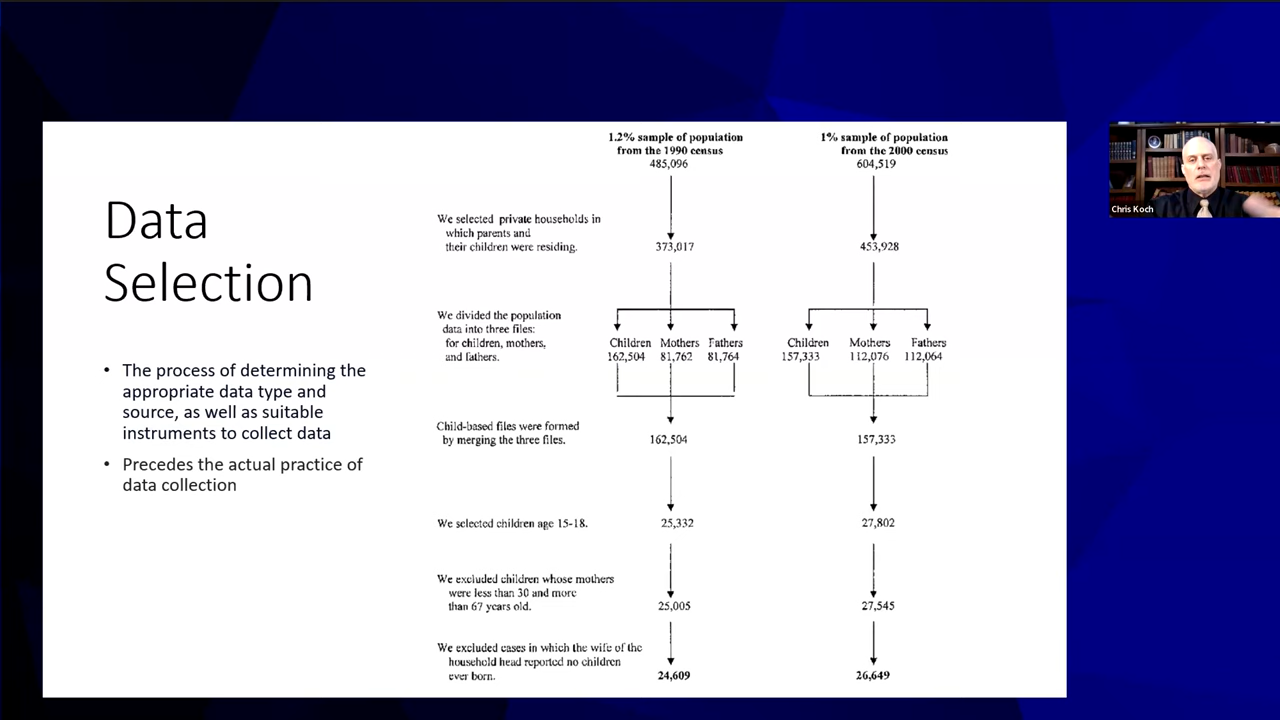 Data
Selection
• The process of determining the
appropriate data type and
source, as well as suitable
instruments to collect data
• Precedes the actual practice of
data collection
1.2% sample of population
from the 1990 census
485,096
1% sample of population
from the 2000 census
604,519
We selected private households in
which parents and
their children were residing.
373,017
453,928
We divided the population
data into three files:
for children, mothers,
and fathers.
Children Mothers Fathers
162,504 81,762 81,764
Children Mothers Fathers
157,333 112,076 112,064
Child-based files were formed
by merging the three files.
162,504
157,333
We selected children age 15-18.
25,332
27,802
We excluded children whose mothers
were less than 30 and more
than 67 years old.
25,005
27,545
We excluded cases in which the wife of the
household head reported no children
ever born.
24,609
26,649
Chris Koch